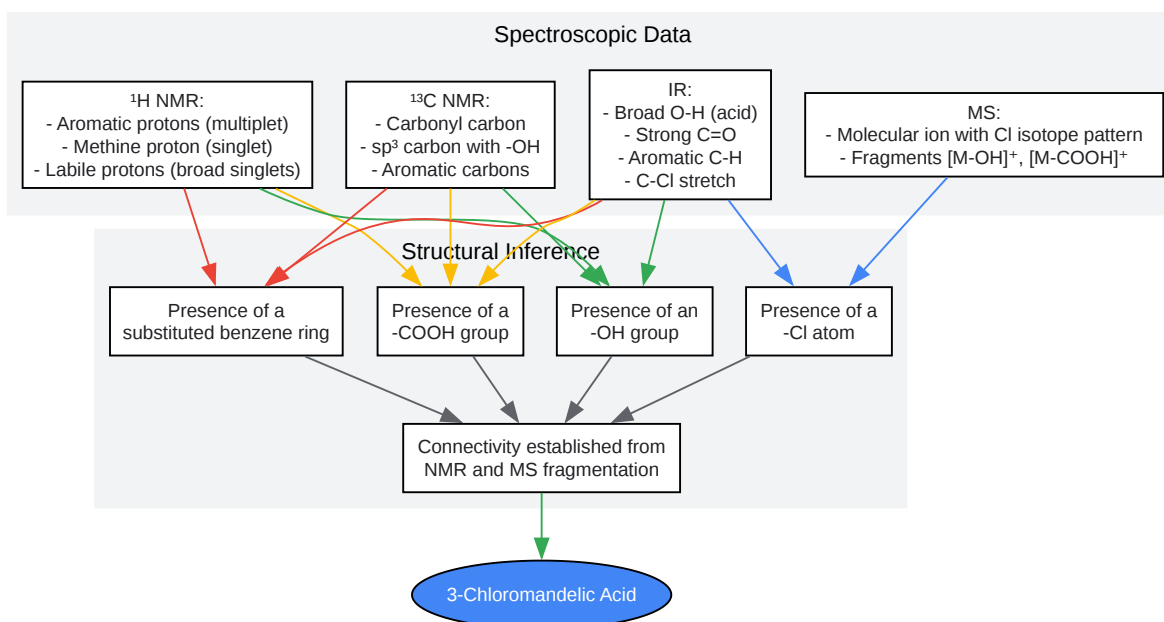 Spectroscopic Data
¹H NMR:
- Aromatic protons (multiplet)
- Methine proton (singlet)
- Labile protons (broad singlets)
¹³C NMR:
- Carbonyl carbon
- sp³ carbon with -OH
- Aromatic carbons
IR:
- Broad O-H (acid)
- Strong C=O
- Aromatic C-H
- C-Cl stretch
MS:
- Molecular ion with Cl isotope pattern
- Fragments [M-OH]⁺, [M-COOH]⁺
Structural Inference
Presence of a
substituted benzene ring
Presence of a
-COOH group
Presence of an
-OH group
Presence of a
-Cl atom
Connectivity established from
NMR and MS fragmentation
3-Chloromandelic Acid